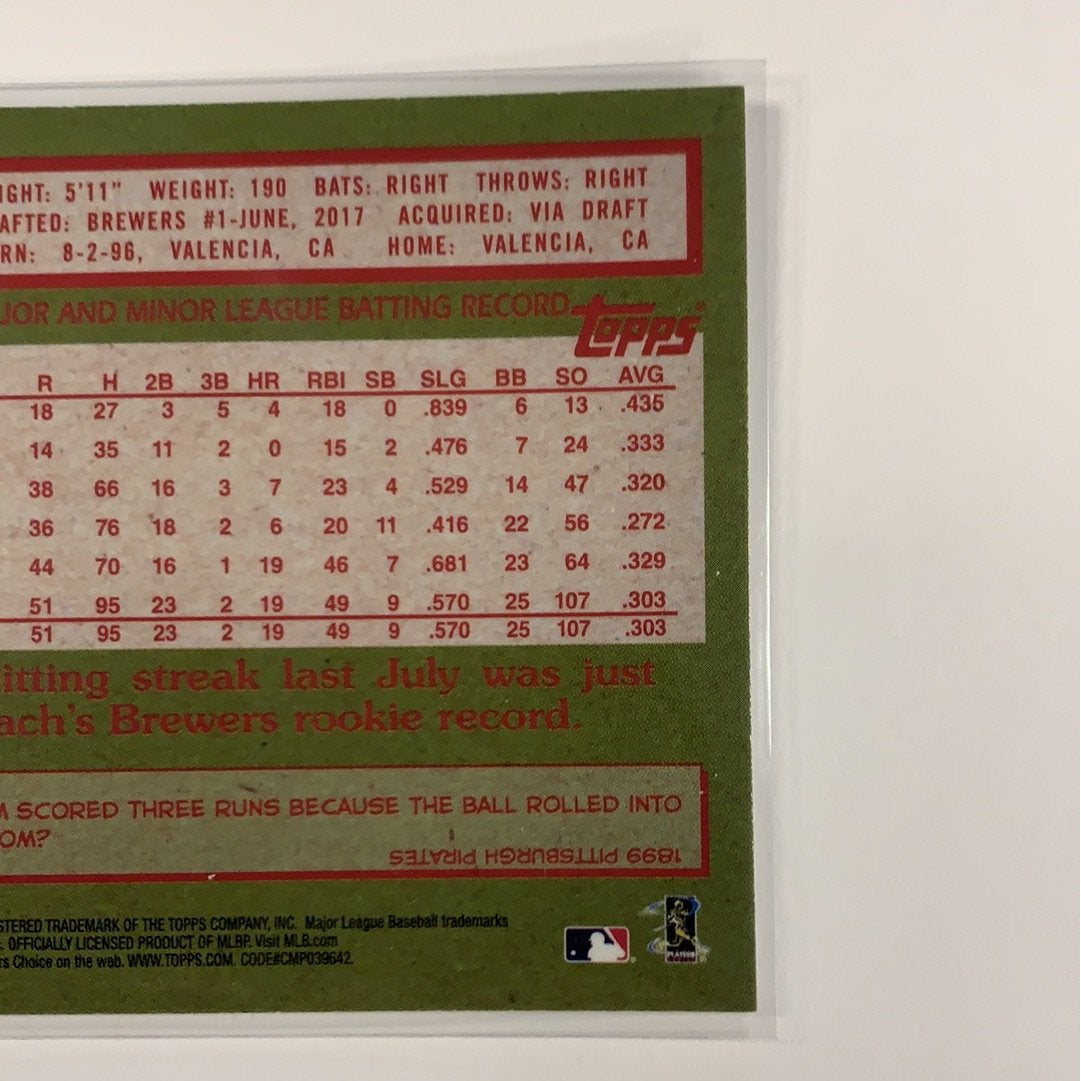 IGHT: 5'11" WEIGHT: 190 BATS: RIGHT THROWS: RIGHT
AFTED: BREWERS #1-JUNE, 2017 ACQUIRED: VIA DRAFT
RN: 8-2-96, VALENCIA, CA HOME: VALENCIA, CA
JOR AND MINOR LEAGUE BATTING RECORD
TOPPS
R H 2B 3B HR RBI SB SLG BB SO AVG
18 27 3 5 4 18 0 .839 6 13 .435
14 35 11 2 0 15 2 .476 7 24 .333
38 66 16 3 7 23 4 .529 14 47 .320
36 76 18 2 6 20 11 .416 22 56 .272
44 70 16 1 19 46 7 .681 23 64 .329
51 95 23 2 19 49 9 .570 25 107 .303
51 95 23 2 19 49 9 .570 25 107 .303
itting streak last July was just
ach's Brewers rookie record.
M SCORED THREE RUNS BECAUSE THE BALL ROLLED INTO
OM?
1899 PITTSBURGH PIRATES
STERED TRADEMARK OF THE TOPPS COMPANY, INC. Major League Baseball trademarks
. OFFICIALLY LICENSED PRODUCT OF MLBP. Visit MLB.com
rs Choice on the web. WWW.TOPPS.COM. CODE#CMP039642
PLAYERS